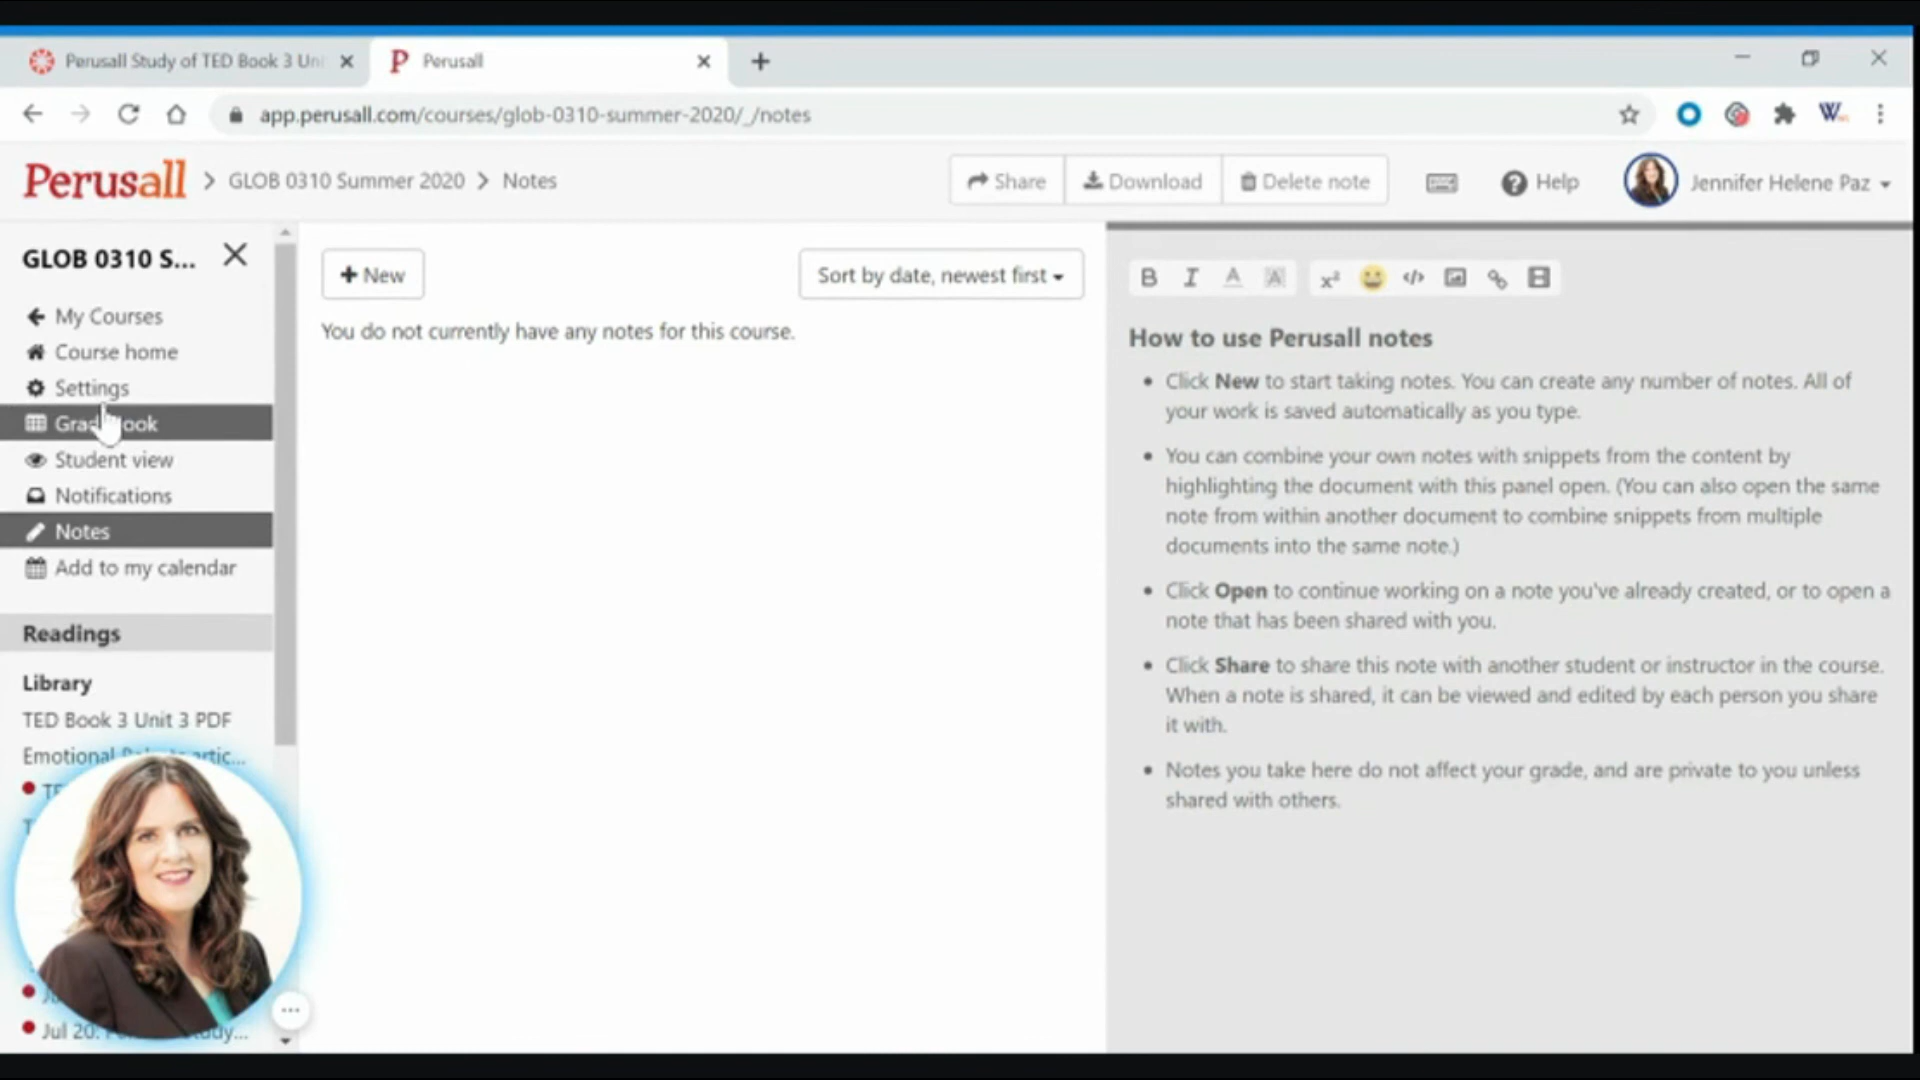 Perusall Study of TED Book 3 Uni
Perusall
app.perusall.com/courses/glob-0310-summer-2020/_/notes
Perusall
GLOB 0310 Summer 2020
Notes
Share
Download
Delete note
Help
Jennifer Helene Paz
GLOB 0310 S...
My Courses
Course home
Settings
Student view
Notifications
Notes
Add to my calendar
Readings
Library
TED Book 3 Unit 3 PDF
Emotional
Jul 20.
New
Sort by date, newest first
You do not currently have any notes for this course.
How to use Perusall notes
Click New to start taking notes. You can create any number of notes. All of
your work is saved automatically as you type.
You can combine your own notes with snippets from the content by
highlighting the document with this panel open. (You can also open the same
note from within another document to combine snippets from multiple
documents into the same note.)
Click Open to continue working on a note you've already created, or to open a
note that has been shared with you.
Click Share to share this note with another student or instructor in the course.
When a note is shared, it can be viewed and edited by each person you share
it with.
Notes you take here do not affect your grade, and are private to you unless
shared with others.